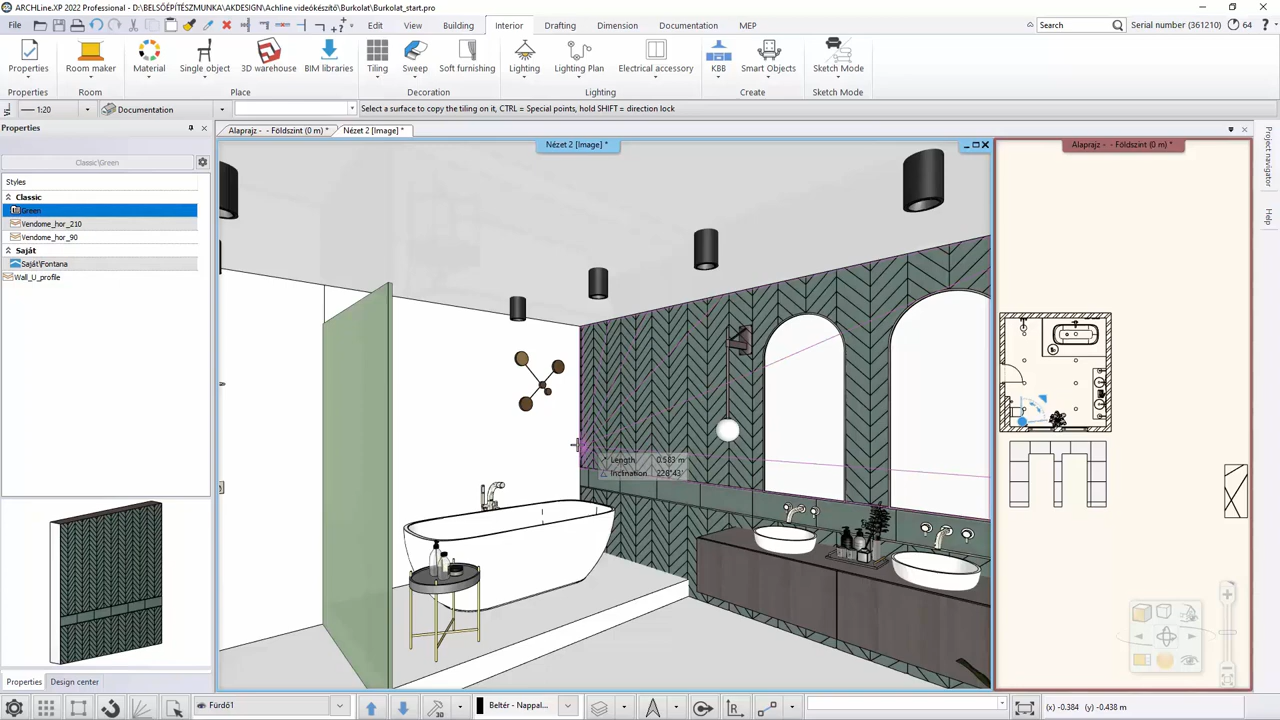 ARCHLine.XP 2022 Professional - D:\BELSŐÉPÍTÉSZMUNKA\AKDESIGN\Achline videókészítő\Burkolat\Burkolat_start.pro
File Edit View Building Interior Drafting Dimension Documentation MEP Search Serial number (361210) 64
Properties Room maker Material Single object 3D warehouse BIM libraries Tiling Sweep Soft furnishing Lighting Lighting Plan Electrical accessory KBB Smart Objects Sketch Mode
Properties Room Place Decoration Lighting Create Sketch Mode
1:20 Documentation Select a surface to copy the tiling on it, CTRL = Special points, hold SHIFT = direction lock
Properties
Alaprajz - - Földszint (0 m) * Nézet 2 [Image] *
Nézet 2 [Image] * Alaprajz - - Földszint (0 m) *
Classic\Green
Styles
Classic
Green
Vendome_hor_210
Vendome_hor_90
Saját
Saját\Fontana
Wall_U_profile
Length 0.583 m
Inclination 228°43'
Project navigator
Help
Properties Design center
Fürdő1 30 Beltér - Nappal... x) -0.384 y) -0.438 m